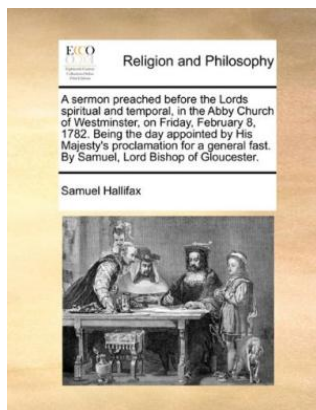 ECCO
Religion and Philosophy
A sermon preached before the Lords
spiritual and temporal, in the Abby Church
of Westminster, on Friday, February 8,
1782. Being the day appointed by His
Majesty's proclamation for a general fast.
By Samuel, Lord Bishop of Gloucester.
Samuel Hallifax